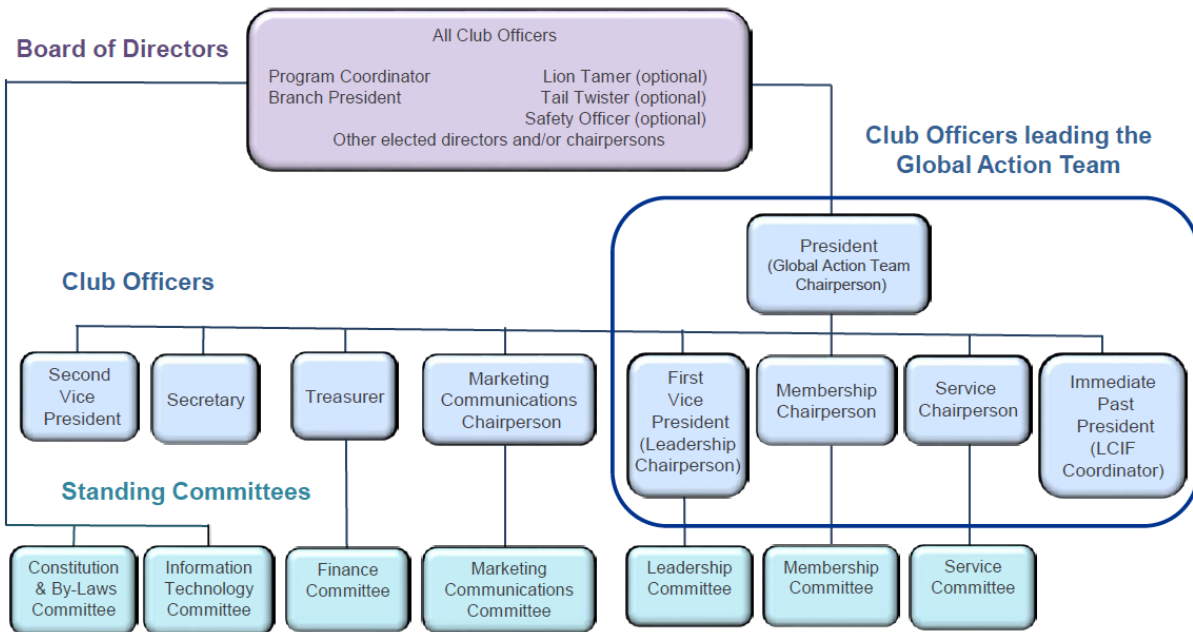 Board of Directors
All Club Officers
Program Coordinator
Lion Tamer (optional)
Branch President
Tail Twister (optional)
Safety Officer (optional)
Other elected directors and/or chairpersons
Club Officers leading the
Global Action Team
President
(Global Action Team
Chairperson)
Club Officers
Second
Vice
President
Secretary
Treasurer
Marketing
Communications
Chairperson
First
Vice
President
(Leadership
Chairperson)
Membership
Chairperson
Service
Chairperson
Immediate
Past
President
(LCIF
Coordinator)
Standing Committees
Constitution
& By-Laws
Committee
Information
Technology
Committee
Finance
Committee
Marketing
Communications
Committee
Leadership
Committee
Membership
Committee
Service
Committee